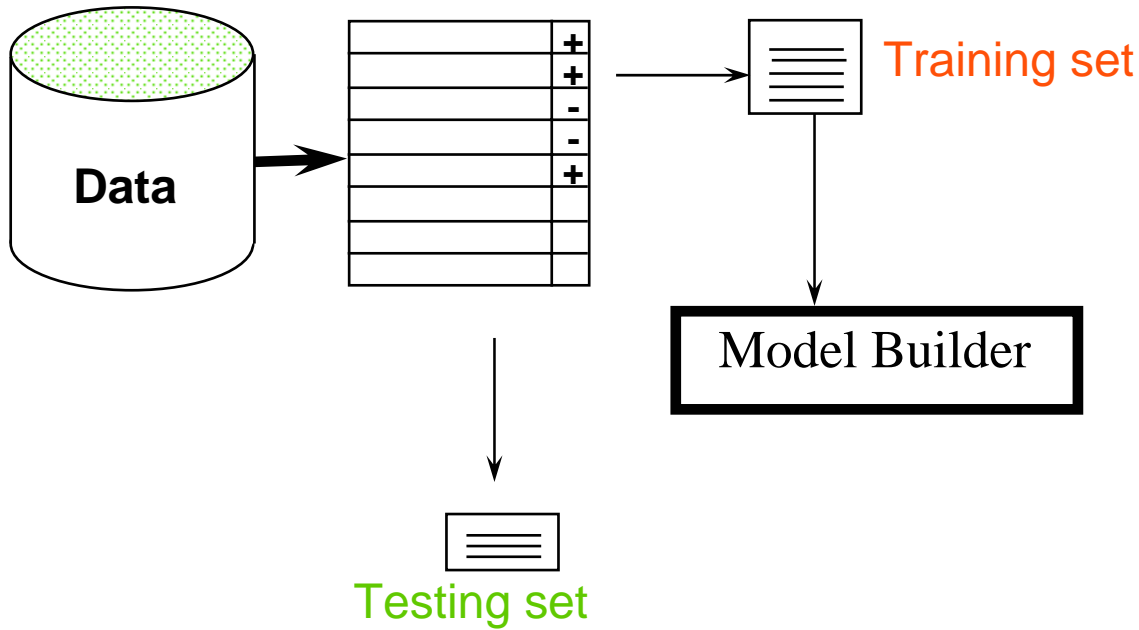 +
+
-
-
+
Training set
Data
Model Builder
Testing set